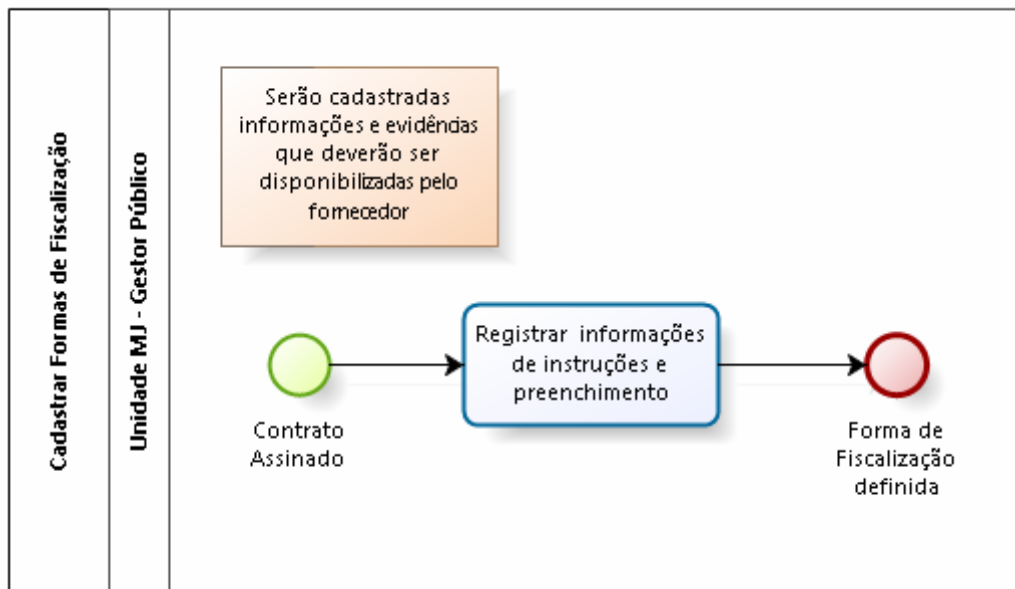 Cadastrar Formas de Fiscalização
Unidade MJ - Gestor Público
Serão cadastradas
informações e evidências
que deverão ser
disponibilizadas pelo
fornecedor
Contrato
Assinado
Registrar informações
de instruções e
preenchimento
Forma de
Fiscalização
definida